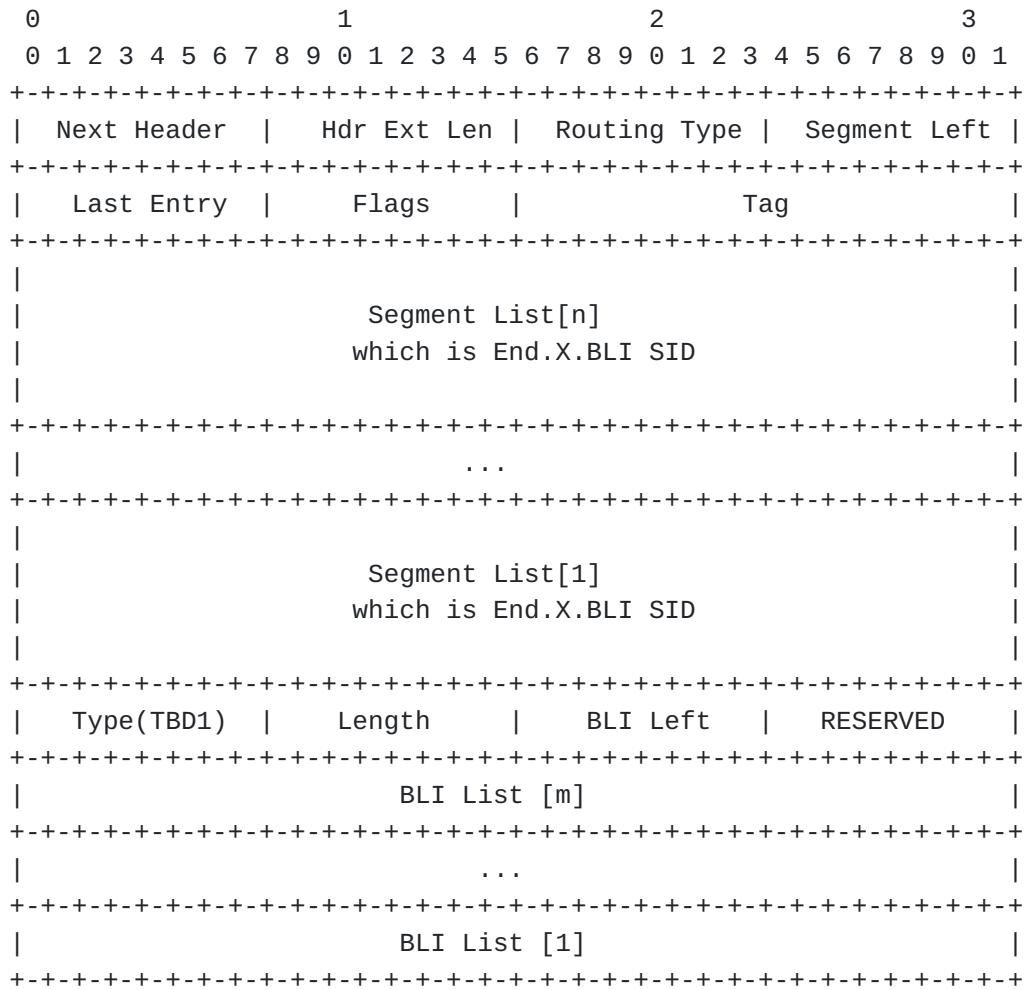 0                   1                   2                   3
 0 1 2 3 4 5 6 7 8 9 0 1 2 3 4 5 6 7 8 9 0 1 2 3 4 5 6 7 8 9 0 1
+-+-+-+-+-+-+-+-+-+-+-+-+-+-+-+-+-+-+-+-+-+-+-+-+-+-+-+-+-+-+-+-+
|  Next Header  |   Hdr Ext Len |  Routing Type |  Segment Left |
+-+-+-+-+-+-+-+-+-+-+-+-+-+-+-+-+-+-+-+-+-+-+-+-+-+-+-+-+-+-+-+-+
|   Last Entry  |     Flags     |              Tag              |
+-+-+-+-+-+-+-+-+-+-+-+-+-+-+-+-+-+-+-+-+-+-+-+-+-+-+-+-+-+-+-+-+
|                                                               |
|                      Segment List[n]                          |
|                     which is End.X.BLI SID                    |
|                                                               |
+-+-+-+-+-+-+-+-+-+-+-+-+-+-+-+-+-+-+-+-+-+-+-+-+-+-+-+-+-+-+-+-+
|                            ...                                |
+-+-+-+-+-+-+-+-+-+-+-+-+-+-+-+-+-+-+-+-+-+-+-+-+-+-+-+-+-+-+-+-+
|                                                               |
|                      Segment List[1]                          |
|                     which is End.X.BLI SID                    |
|                                                               |
+-+-+-+-+-+-+-+-+-+-+-+-+-+-+-+-+-+-+-+-+-+-+-+-+-+-+-+-+-+-+-+-+
|   Type(TBD1)  |    Length     |    BLI Left   |   RESERVED    |
+-+-+-+-+-+-+-+-+-+-+-+-+-+-+-+-+-+-+-+-+-+-+-+-+-+-+-+-+-+-+-+-+
|                        BLI List [m]                           |
+-+-+-+-+-+-+-+-+-+-+-+-+-+-+-+-+-+-+-+-+-+-+-+-+-+-+-+-+-+-+-+-+
|                             ...                               |
+-+-+-+-+-+-+-+-+-+-+-+-+-+-+-+-+-+-+-+-+-+-+-+-+-+-+-+-+-+-+-+-+
|                        BLI List [1]                           |
+-+-+-+-+-+-+-+-+-+-+-+-+-+-+-+-+-+-+-+-+-+-+-+-+-+-+-+-+-+-+-+-+